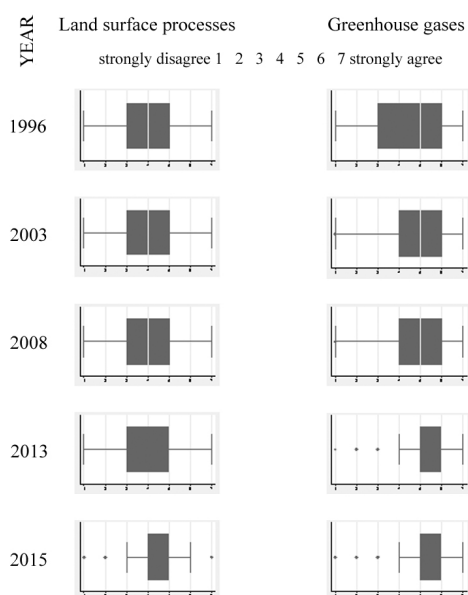 YEAR
Land surface processes Greenhouse gases
strongly disagree 1 2 3 4 5 6 7 strongly agree
1996
2003
2008
2013
2015